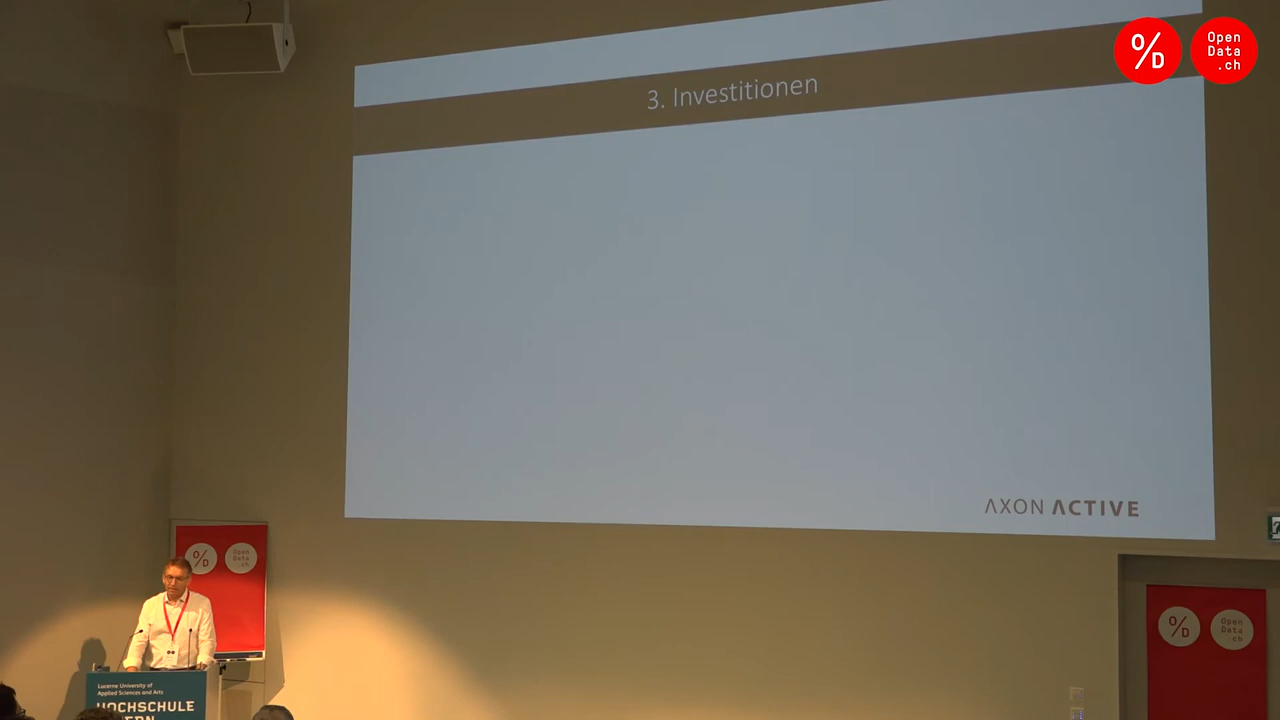 3. Investitionen
O/D
Open
Data
.ch
AXON ACTIVE
O/D
Open
Data
.ch
O/D
Open
Data
.ch
Lucerne University of
Applied Sciences and Arts
HOCHSCHULE